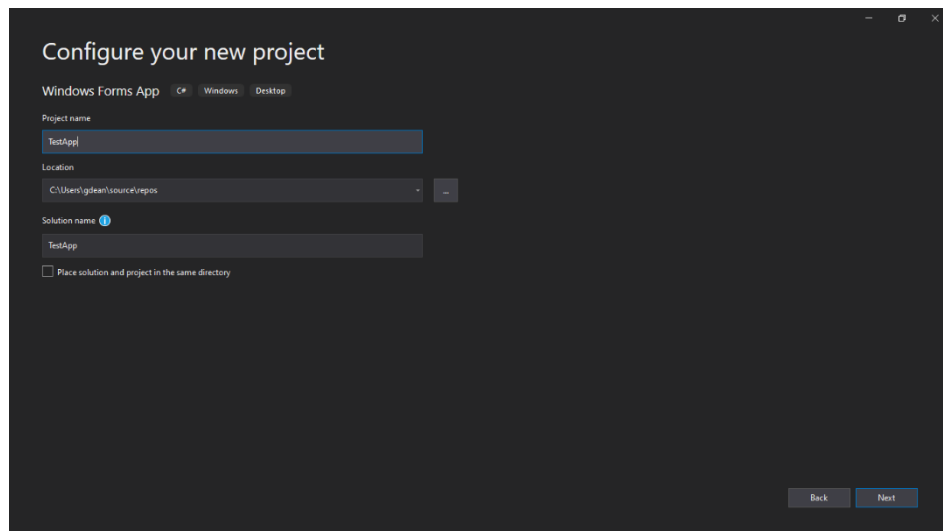 Configure your new project
Windows Forms App C# Windows Desktop
Project name
TestApp
Location
C:\Users\gdean\source\repos
...
Solution name
TestApp
Place solution and project in the same directory
Back Next